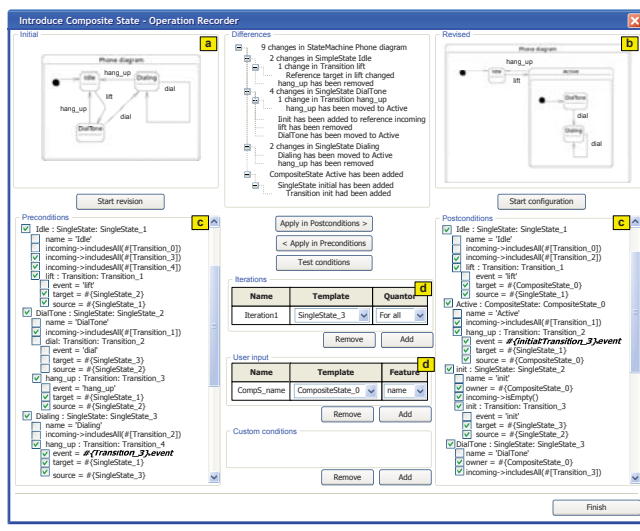 Introduce Composite State - Operation Recorder
Initial
a
Phone diagram
Idle
hang_up
Dialing
lift
dial
hang_up
dial
DialTone
Start revision
Differences
9 changes in StateMachine Phone diagram
2 changes in SimpleState Idle
1 change in Transition lift
Reference target in lift changed
hang_up has been removed
4 changes in SingleState DialTone
1 change in Transition hang_up
hang_up has been moved to Active
Init has been added to reference incoming
lift has been removed
DialTone has been moved to Active
2 changes in SingleState Dialing
Dialing has been moved to Active
hang_up has been removed
CompositeState Active has been added
SingleState initial has been added
Transition init had been added
Revised
b
Phone diagram
hang_up
Idle
lift
Active
DialTone
dial
Dialing
dial
Start configuration
Preconditions
c
Idle : SingleState: SingleState_1
name = 'Idle'
incoming->includesAll(#[Transition_0])
incoming->includesAll(#[Transition_3])
incoming->includesAll(#[Transition_4])
lift : Transition: Transition_1
event = 'lift'
target = #{SingleState_2}
source = #{SingleState_1}
DialTone : SingleState: SingleState_2
name = 'DialTone'
incoming->includesAll(#[Transition_1])
dial: Transition: Transition_2
event = 'dial'
target = #{SingleState_3}
source = #{SingleState_2}
hang_up : Transition: Transition_3
event = 'hang_up'
target = #{SingleState_1}
source = #{SingleState_2}
Dialing : SingleState: SingleState_3
name = 'Dialing'
incoming->includesAll(#[Transition_2])
hang_up : Transition: Transition_4
event = #{Transition_3}.event
target = #{SingleState_1}
source = #{SingleState_3}
Apply in Postconditions >
< Apply in Preconditions
Test conditions
Iterations
d
Name Template Quantor
Iteration1 SingleState_3 For all
Remove Add
User input
d
Name Template Feature
CompS_name CompositeState_0 name
Remove Add
Custom conditions
Remove Add
Postconditions
c
Idle : SingleState: SingleState_1
name = 'Idle'
incoming->includesAll(#[Transition_0])
incoming->includesAll(#[Transition_2])
lift : Transition: Transition_1
event = 'lift'
target = #{CompositeState_0}
source = #{SingleState_1}
Active : CompositeState: CompositeState_0
name = 'Active'
incoming->includesAll(#[Transition_1])
hang_up : Transition: Transition_2
event = #{initial:Transition_3}.event
target = #{SingleState_1}
source = #{CompositeState_0}
init : SingleState: SingleState_2
name = 'init'
owner = #{CompositeState_0}
incoming->isEmpty()
init : Transition: Transition_3
event = 'init'
target = #{SingleState_3}
source = #{SingleState_2}
DialTone : SingleState: SingleState_3
name = 'DialTone'
owner = #{CompositeState_0}
incoming->includesAll(#[Transition_3])
Finish